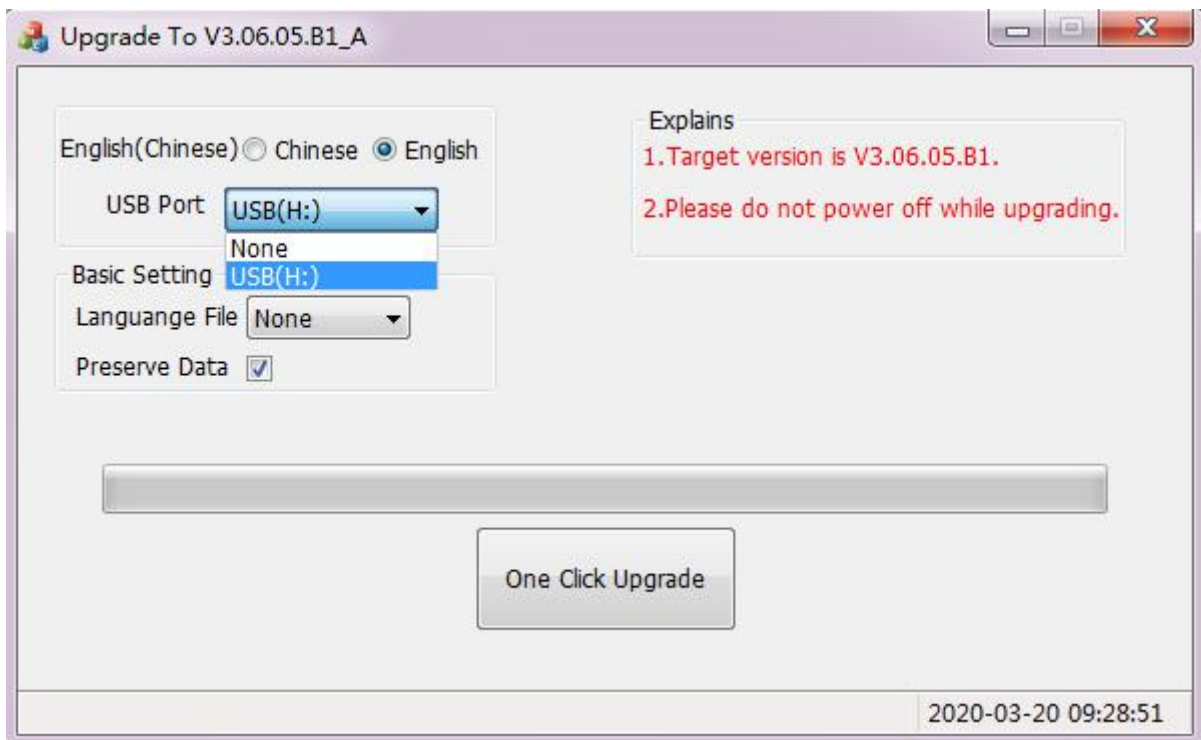 Upgrade To V3.06.05.B1_A
English(Chinese) Chinese English
USB Port USB(H:)
None
USB(H:)
Basic Setting
Languange File None
Preserve Data
Explains
1.Target version is V3.06.05.B1.
2.Please do not power off while upgrading.
One Click Upgrade
2020-03-20 09:28:51